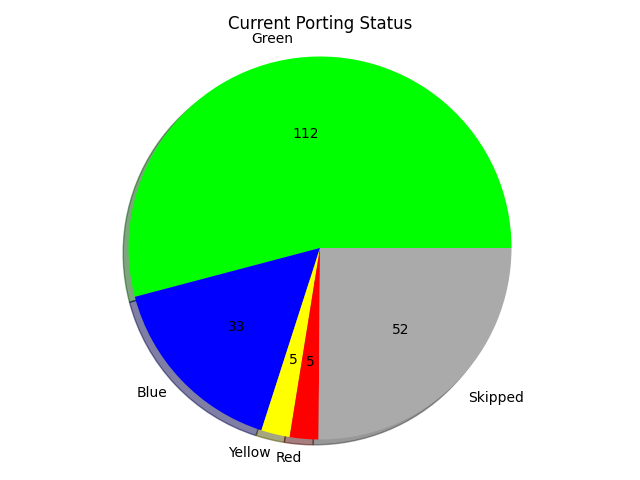 Current Porting Status
Green
112
33
Blue
5
Yellow
5
Red
52
Skipped